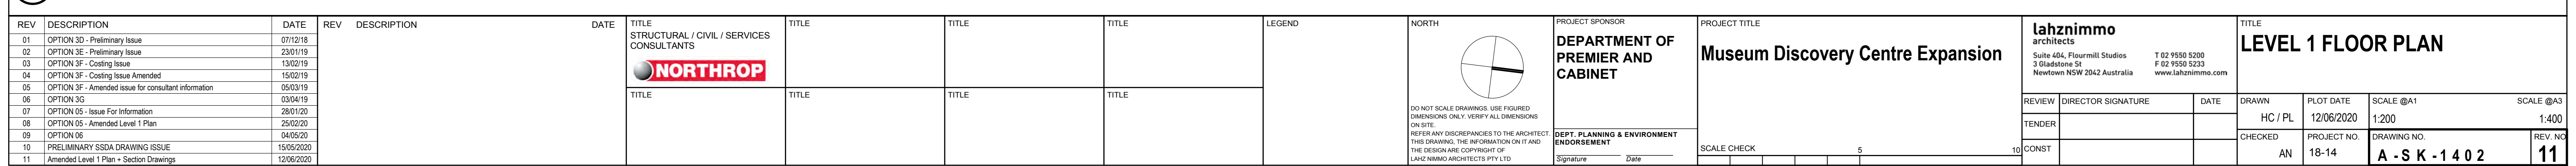 REV DESCRIPTION DATE REV DESCRIPTION DATE
01 OPTION 3D - Preliminary Issue 07/12/18
02 OPTION 3E - Preliminary Issue 23/01/19
03 OPTION 3F - Costing Issue 13/02/19
04 OPTION 3F - Costing Issue Amended 15/02/19
05 OPTION 3F - Amended issue for consultant information 05/03/19
06 OPTION 3G 03/04/19
07 OPTION 05 - Issue For Information 28/01/20
08 OPTION 05 - Amended Level 1 Plan 25/02/20
09 OPTION 06 04/05/20
10 PRELIMINARY SSDA DRAWING ISSUE 15/05/2020
11 Amended Level 1 Plan + Section Drawings 12/06/2020
TITLE TITLE TITLE TITLE
STRUCTURAL / CIVIL / SERVICES
CONSULTANTS
NORTHROP
TITLE TITLE TITLE TITLE
LEGEND
NORTH
DO NOT SCALE DRAWINGS. USE FIGURED
DIMENSIONS ONLY. VERIFY ALL DIMENSIONS
ON SITE.
REFER ANY DISCREPANCIES TO THE ARCHITECT.
THIS DRAWING, THE INFORMATION ON IT AND
THE DESIGN ARE COPYRIGHT OF
LAHZ NIMMO ARCHITECTS PTY LTD
PROJECT SPONSOR
DEPARTMENT OF
PREMIER AND
CABINET
DEPT. PLANNING & ENVIRONMENT
ENDORSEMENT
Signature Date
PROJECT TITLE
Museum Discovery Centre Expansion
SCALE CHECK 5 10
lahznimmo
architects
Suite 404, Flourmill Studios T 02 9550 5200
3 Gladstone St F 02 9550 5233
Newtown NSW 2042 Australia www.lahznimmo.com
REVIEW DIRECTOR SIGNATURE DATE
TENDER
CONST
TITLE
LEVEL 1 FLOOR PLAN
DRAWN PLOT DATE SCALE @A1 SCALE @A3
HC / PL 12/06/2020 1:200 1:400
CHECKED PROJECT NO. DRAWING NO. REV. NO
AN 18-14 A-SK-1402 11